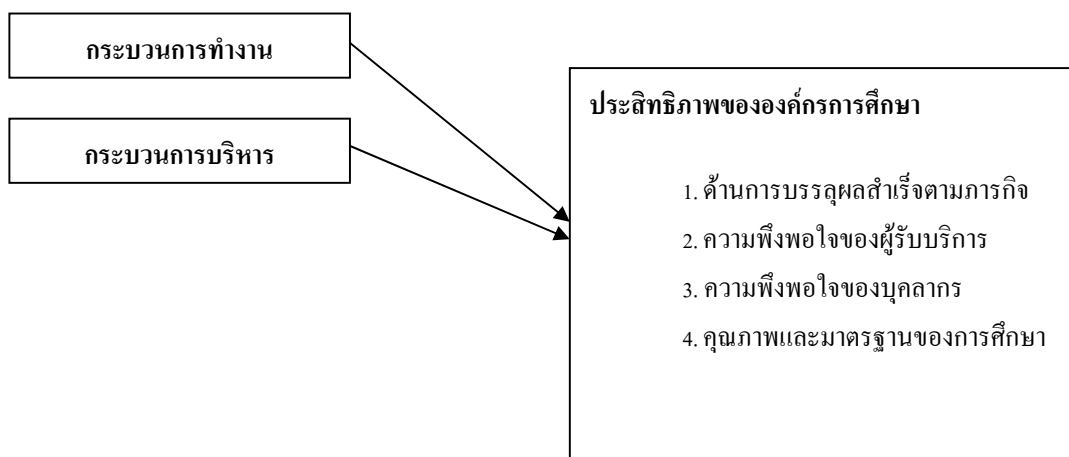 กระบวนการทำงาน
กระบวนการบริหาร
ประสิทธิภาพขององค์กรการศึกษา
1. ด้านการบรรลุผลสำเร็จตามภารกิจ
2. ความพึงพอใจของผู้รับบริการ
3. ความพึงพอใจของบุคลากร
4. คุณภาพและมาตรฐานของการศึกษา